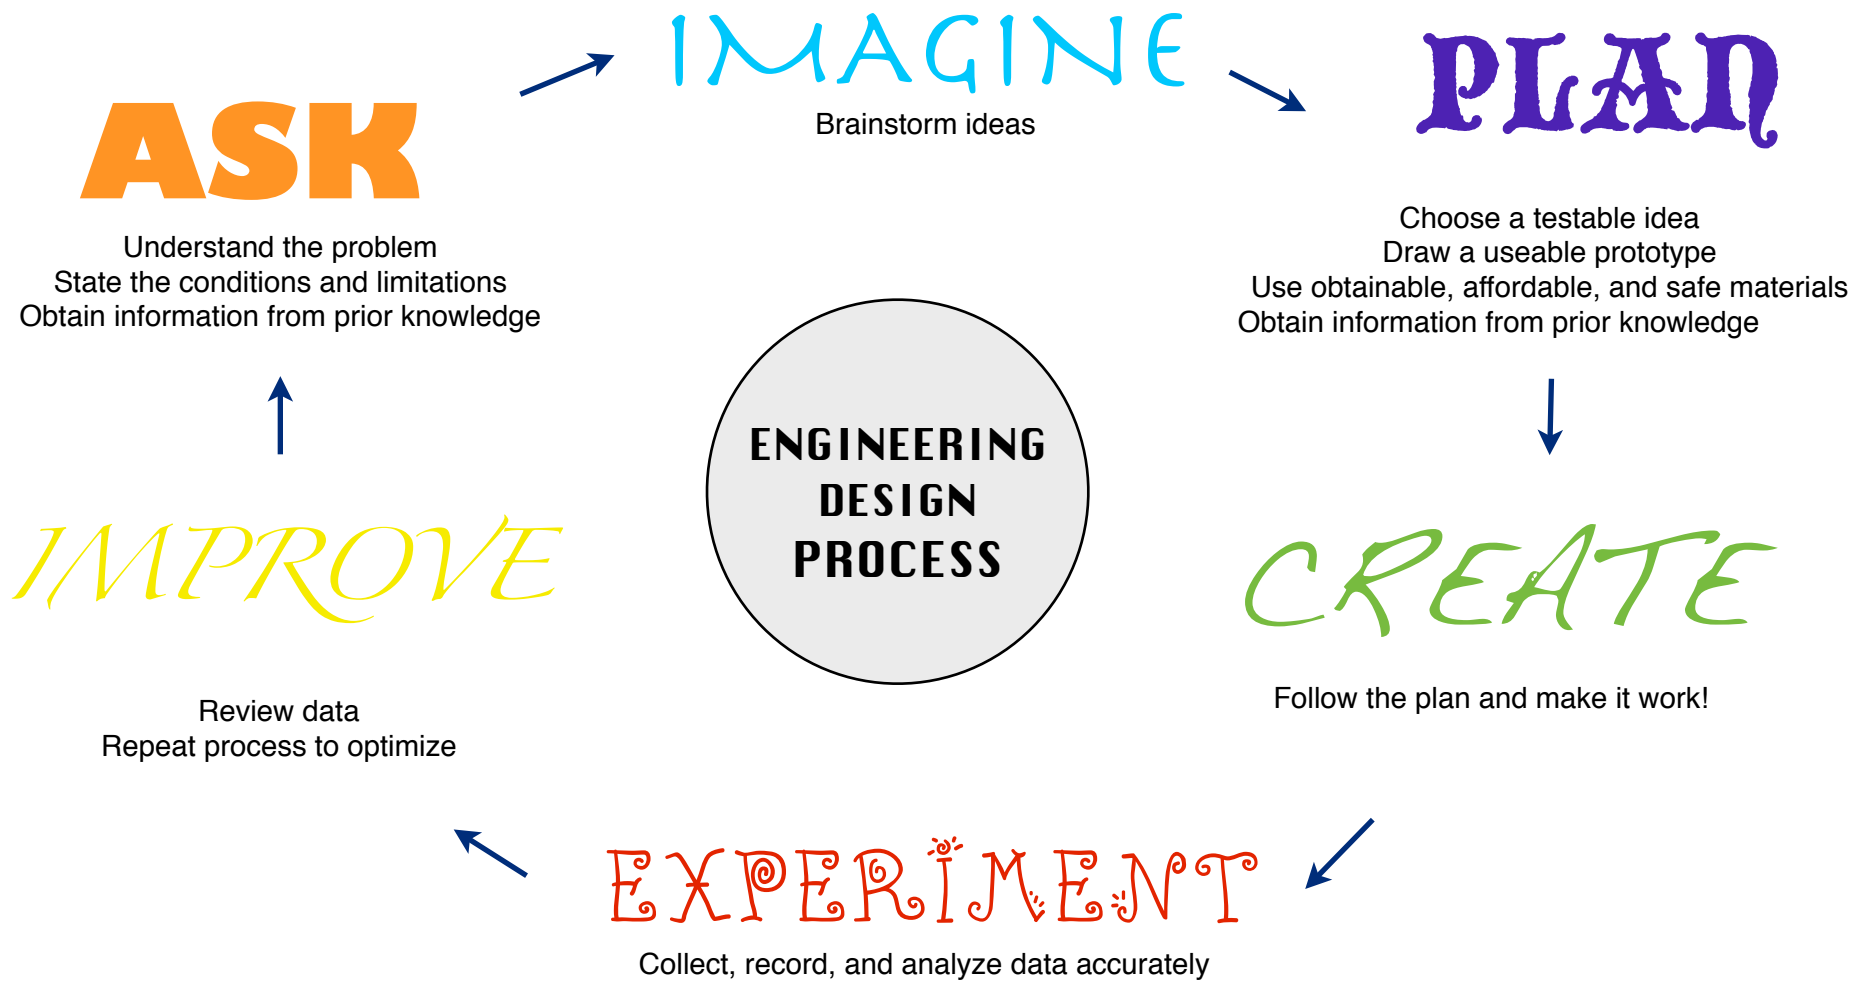 ASK
Understand the problem
State the conditions and limitations
Obtain information from prior knowledge
IMAGINE
Brainstorm ideas
PLAN
Choose a testable idea
Draw a useable prototype
Use obtainable, affordable, and safe materials
Obtain information from prior knowledge
CREATE
Follow the plan and make it work!
EXPERIMENT
Collect, record, and analyze data accurately
IMPROVE
Review data
Repeat process to optimize
ENGINEERING
DESIGN
PROCESS